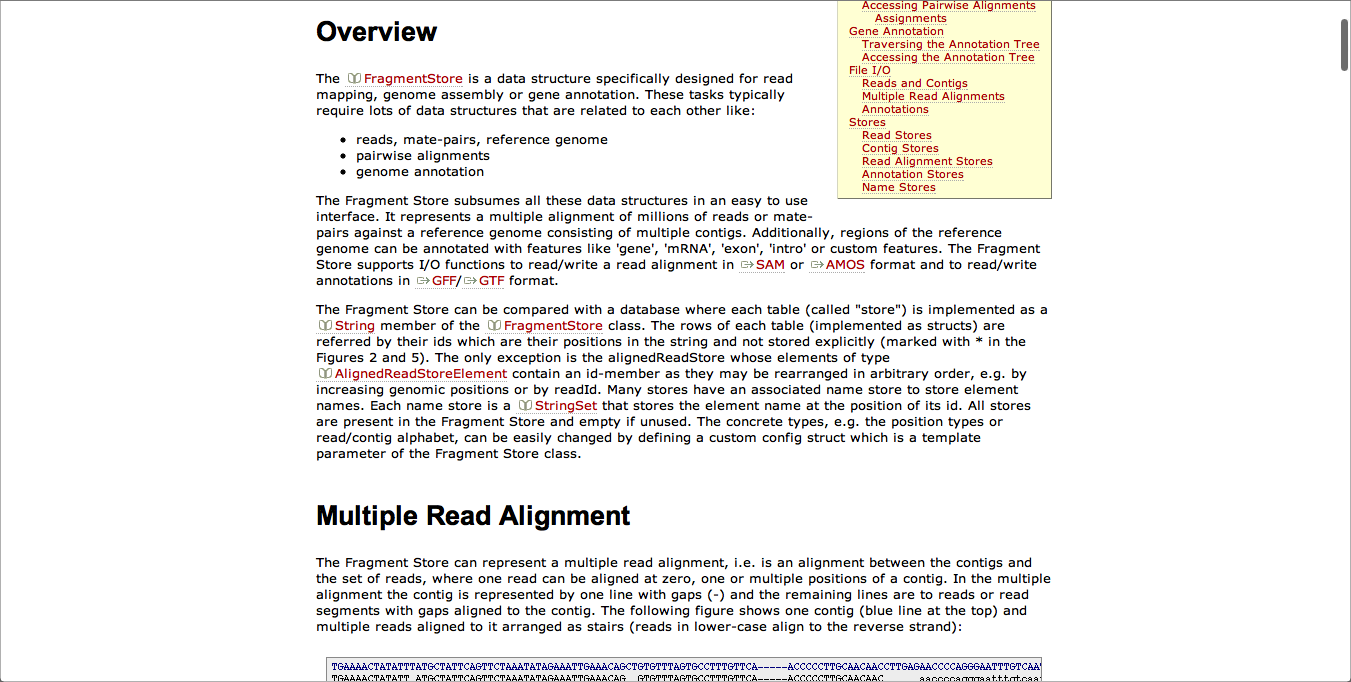 Overview
The FragmentStore is a data structure specifically designed for read
mapping, genome assembly or gene annotation. These tasks typically
require lots of data structures that are related to each other like:
reads, mate-pairs, reference genome
pairwise alignments
genome annotation
Accessing Pairwise Alignments
Assignments
Gene Annotation
Traversing the Annotation Tree
Accessing the Annotation Tree
File I/O
Reads and Contigs
Multiple Read Alignments
Annotations
Stores
Read Stores
Contig Stores
Read Alignment Stores
Annotation Stores
Name Stores
The Fragment Store subsumes all these data structures in an easy to use
interface. It represents a multiple alignment of millions of reads or mate-
pairs against a reference genome consisting of multiple contigs. Additionally, regions of the reference
genome can be annotated with features like 'gene', 'mRNA', 'exon', 'intro' or custom features. The Fragment
Store supports I/O functions to read/write a read alignment in SAM or AMOS format and to read/write
annotations in GFF/GTF format.
The Fragment Store can be compared with a database where each table (called "store") is implemented as a
String member of the FragmentStore class. The rows of each table (implemented as structs) are
referred by their ids which are their positions in the string and not stored explicitly (marked with * in the
Figures 2 and 5). The only exception is the alignedReadStore whose elements of type
AlignedReadStoreElement contain an id-member as they may be rearranged in arbitrary order, e.g. by
increasing genomic positions or by readId. Many stores have an associated name store to store element
names. Each name store is a StringSet that stores the element name at the position of its id. All stores
are present in the Fragment Store and empty if unused. The concrete types, e.g. the position types or
read/contig alphabet, can be easily changed by defining a custom config struct which is a template
parameter of the Fragment Store class.
Multiple Read Alignment
The Fragment Store can represent a multiple read alignment, i.e. is an alignment between the contigs and
the set of reads, where one read can be aligned at zero, one or multiple positions of a contig. In the multiple
alignment the contig is represented by one line with gaps (-) and the remaining lines are to reads or read
segments with gaps aligned to the contig. The following figure shows one contig (blue line at the top) and
multiple reads aligned to it arranged as stairs (reads in lower-case align to the reverse strand):
TGAAAACTATATTTATGCTATTCAGTTCTAAATATAGAAATTGAAACAGCTGTGTTTAGTGCCTTTGTTCA-----ACCCCCTTGCAACAACCTTGAGAACCCCAGGGAATTTGTCAAT
TGAAAACTATATT ATGCTATTCAGTTCTAAATATAGAAATTGAAACAG GTGTTTAGTGCCTTTGTTCA-----ACCCCCTTGCAACAAC aaccccagggaatttgtcaa